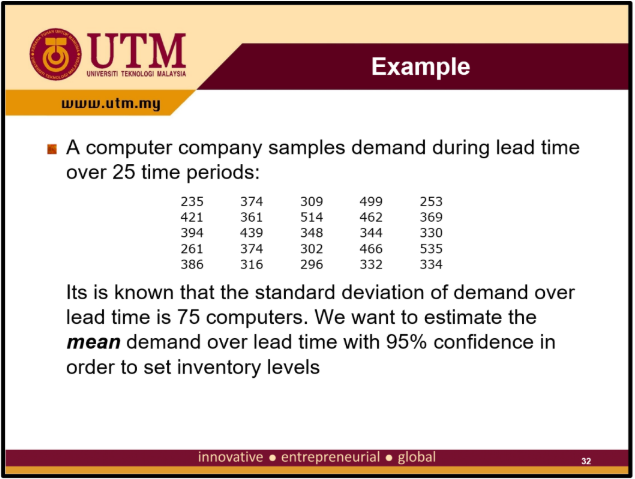 UTM
UNIVERSITI TEKNOLOGI MALAYSIA
Example
www.utm.my
A computer company samples demand during lead time
over 25 time periods:
235 374 309 499 253
421 361 514 462 369
394 439 348 344 330
261 374 302 466 535
386 316 296 332 334
Its is known that the standard deviation of demand over
lead time is 75 computers. We want to estimate the
mean demand over lead time with 95% confidence in
order to set inventory levels
innovative ● entrepreneurial ● global
32